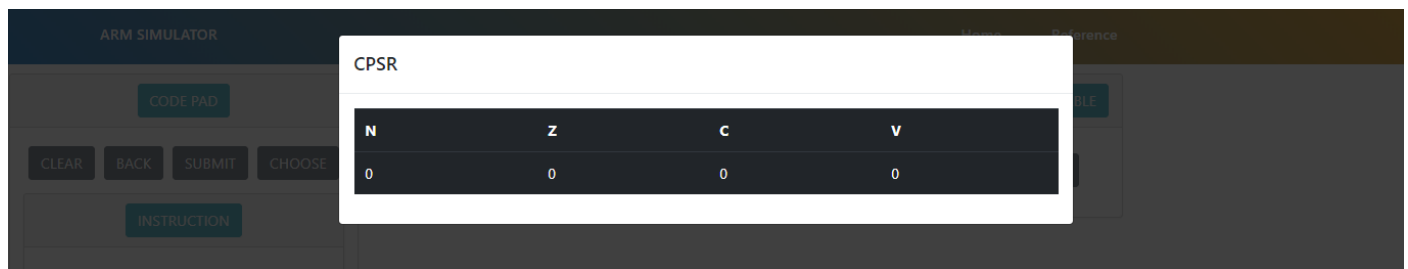 ARM SIMULATOR
Home Reference
CPSR
CODE PAD
BLE
N Z C V
0 0 0 0
CLEAR BACK SUBMIT CHOOSE
INSTRUCTION